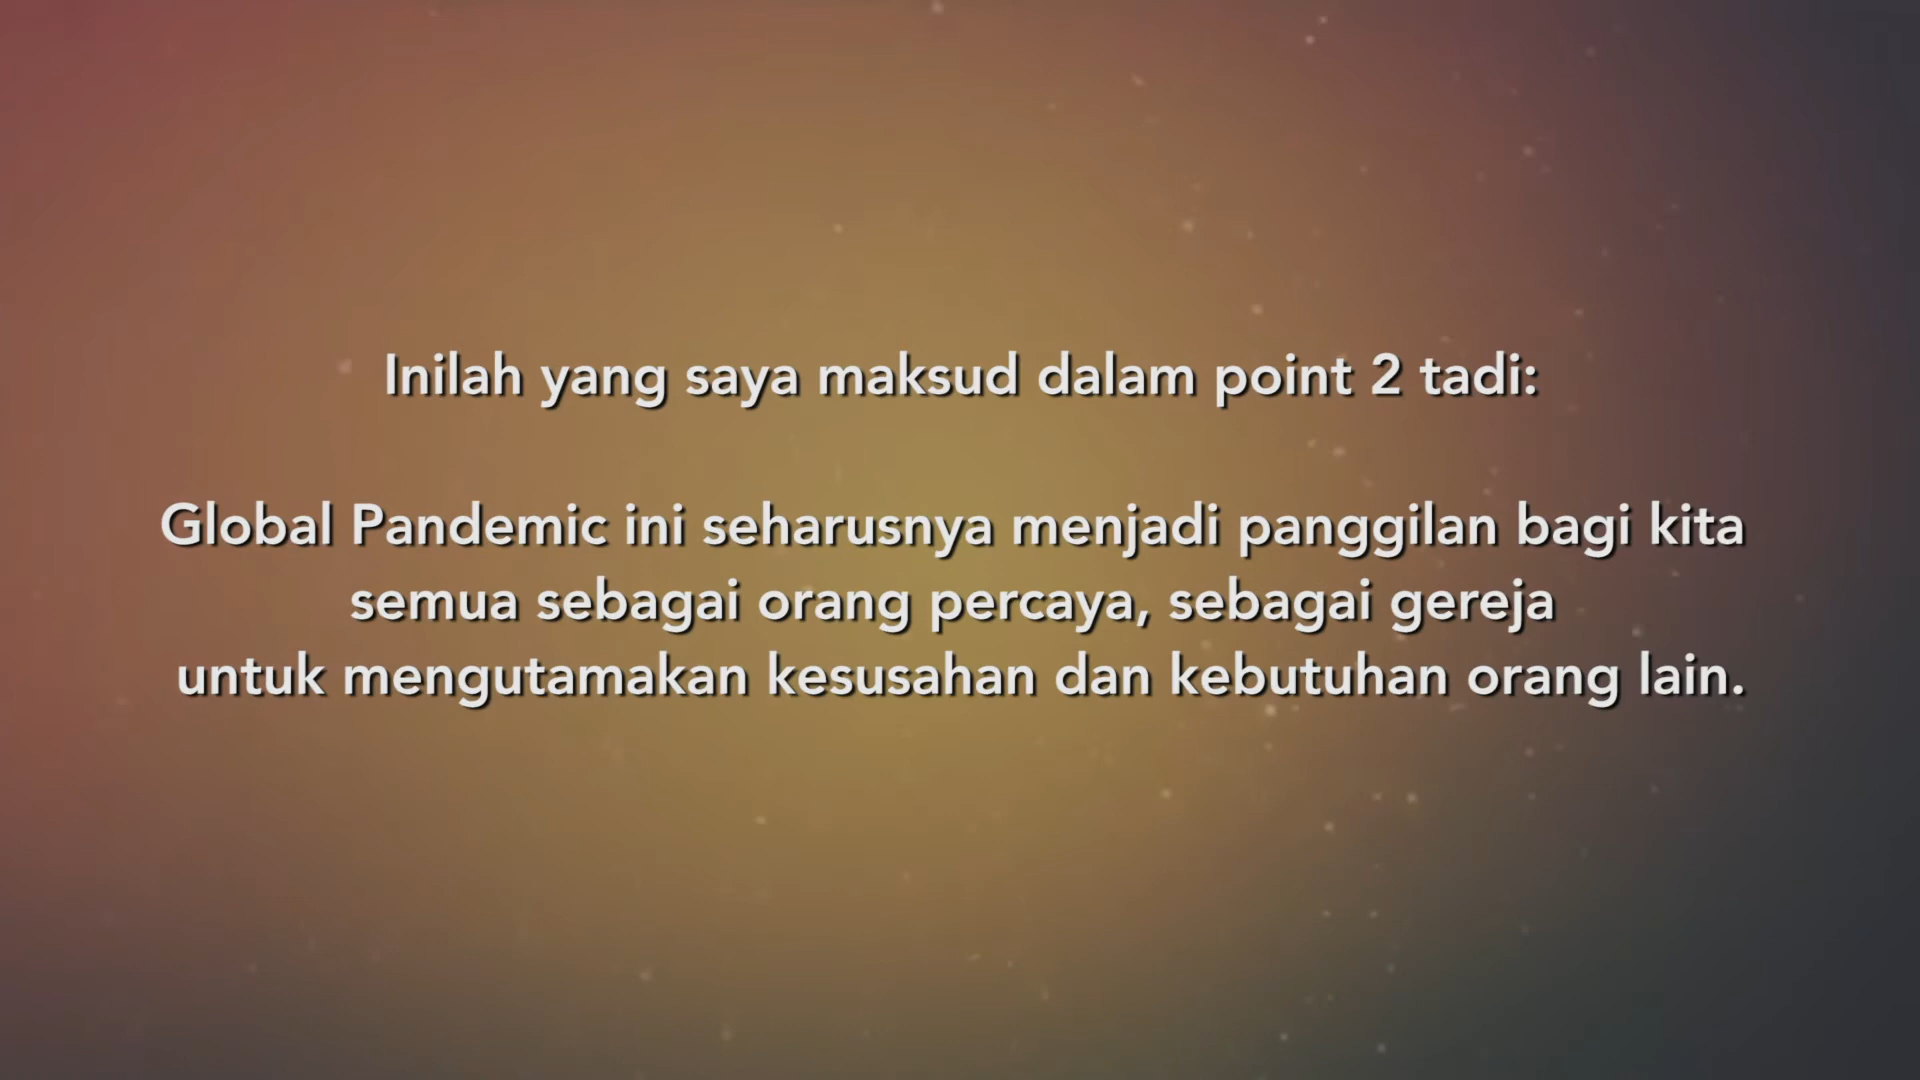 Inilah yang saya maksud dalam point 2 tadi:
Global Pandemic ini seharusnya menjadi panggilan bagi kita
semua sebagai orang percaya, sebagai gereja
untuk mengutamakan kesusahan dan kebutuhan orang lain.